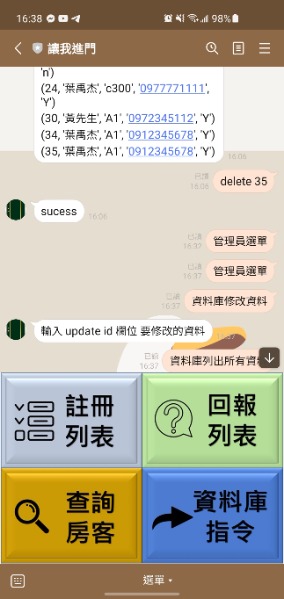 16:38
98%
讓我進門
'n')
(24, '葉禹杰', 'c300', '0977771111',
'Y')
(30, '黃先生', 'A1', '0972345112', 'Y')
(34, '葉禹杰', 'A1', '0912345678', 'Y')
(35, '葉禹杰', 'A1', '0912345678', 'Y')
16:06
已讀
16:06
delete 35
sucess
16:06
已讀
16:37
管理員選單
已讀
16:37
管理員選單
已讀
16:37
資料庫修改資料
輸入 update id 欄位 要修改的資料
16:37
已讀
16:37
資料庫列出所有資
註冊
列表
回報
列表
查詢
房客
資料庫
指令
選單